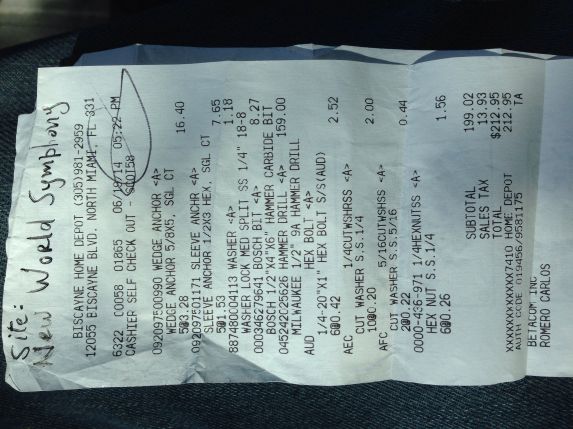 Site:
New World Symphony
BISCAYNE HOME DEPOT (305)981-2959
12055 BISCAYNE BLVD. NORTH MIAMI, FL 331
6322 00058 01865 06/18/14 05:22 PM
CASHIER SELF CHECK OUT - SCOT58
092097500990 WEDGE ANCHOR <A>
WEDGE ANCHOR 5/8X5, SGL CT
5@3.28 16.40
092097501171 SLEEVE ANCHR <A>
SLEEVE ANCHOR 1/2X3 HEX. SGL CT
5@1.53 7.65
887480004113 WASHER <A> 1.18
WASHER LOCK MED SPLIT SS 1/4" 18-8
000346279641 BOSCH BIT <A> 8.27
BOSCH 1/2"X4"X6" HAMMER CARBIDE BIT
045242025626 HAMMER DRILL <A> 159.00
MILWAUKEE 1/2" 9A HAMMER DRILL
AUD HEX BOLT <A>
1/4-20"X1" HEX BOLT S/S(AUD)
6@0.42 2.52
AEC 1/4CUTWSHRSS <A>
CUT WASHER S.S.1/4
10@0.20 2.00
AFC 5/16CUTWSHSS <A>
CUT WASHER S.S.5/16
2@0.22 0.44
0000-436-971 1/4HEXNUTSS <A>
HEX NUT S.S.1/4
6@0.26 1.56
SUBTOTAL 199.02
SALES TAX 13.93
TOTAL $212.95
XXXXXXXXXXXX7410 HOME DEPOT 212.95
AUTH CODE 019456/9581175 TA
BETACOM INC
ROMERO CARLOS